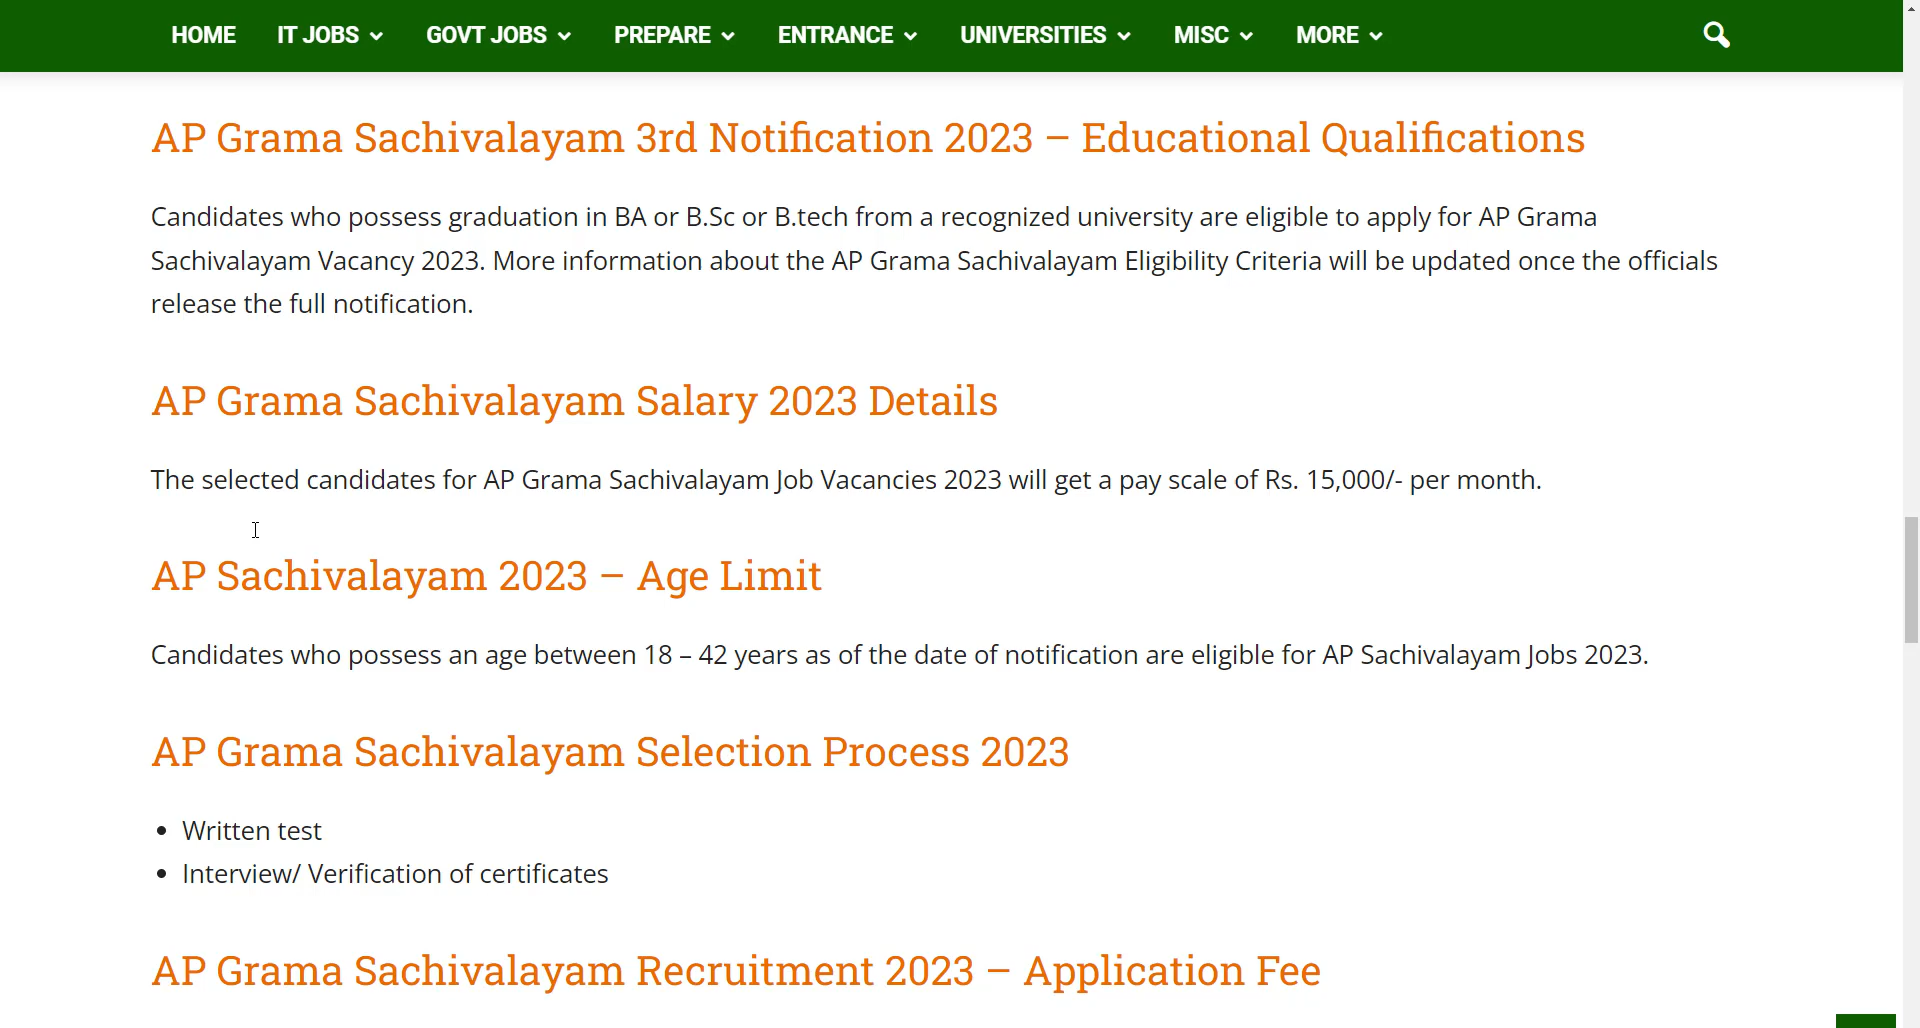 HOME IT JOBS GOVT JOBS PREPARE ENTRANCE UNIVERSITIES MISC MORE
AP Grama Sachivalayam 3rd Notification 2023 – Educational Qualifications
Candidates who possess graduation in BA or B.Sc or B.tech from a recognized university are eligible to apply for AP Grama
Sachivalayam Vacancy 2023. More information about the AP Grama Sachivalayam Eligibility Criteria will be updated once the officials
release the full notification.
AP Grama Sachivalayam Salary 2023 Details
The selected candidates for AP Grama Sachivalayam Job Vacancies 2023 will get a pay scale of Rs. 15,000/- per month.
AP Sachivalayam 2023 – Age Limit
Candidates who possess an age between 18 – 42 years as of the date of notification are eligible for AP Sachivalayam Jobs 2023.
AP Grama Sachivalayam Selection Process 2023
• Written test
• Interview/ Verification of certificates
AP Grama Sachivalayam Recruitment 2023 – Application Fee